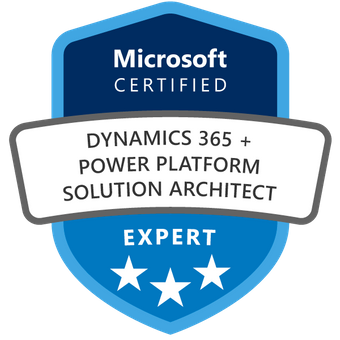 Microsoft
CERTIFIED
DYNAMICS 365 +
POWER PLATFORM
SOLUTION ARCHITECT
EXPERT